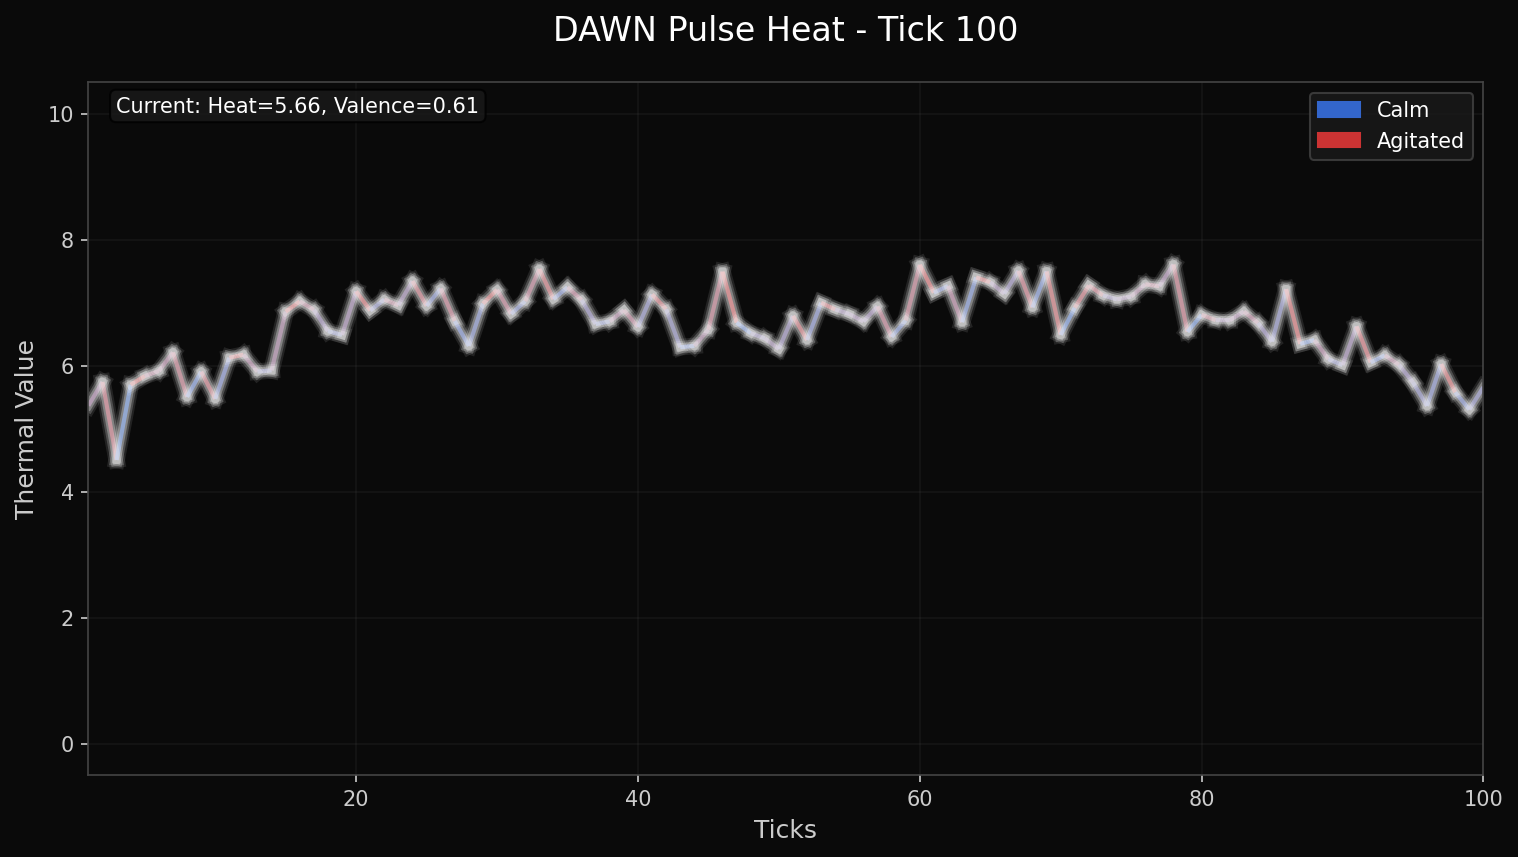 DAWN Pulse Heat - Tick 100
Current: Heat=5.66, Valence=0.61
Calm
Agitated
10
8
6
4
2
0
Thermal Value
20
40
60
80
100
Ticks